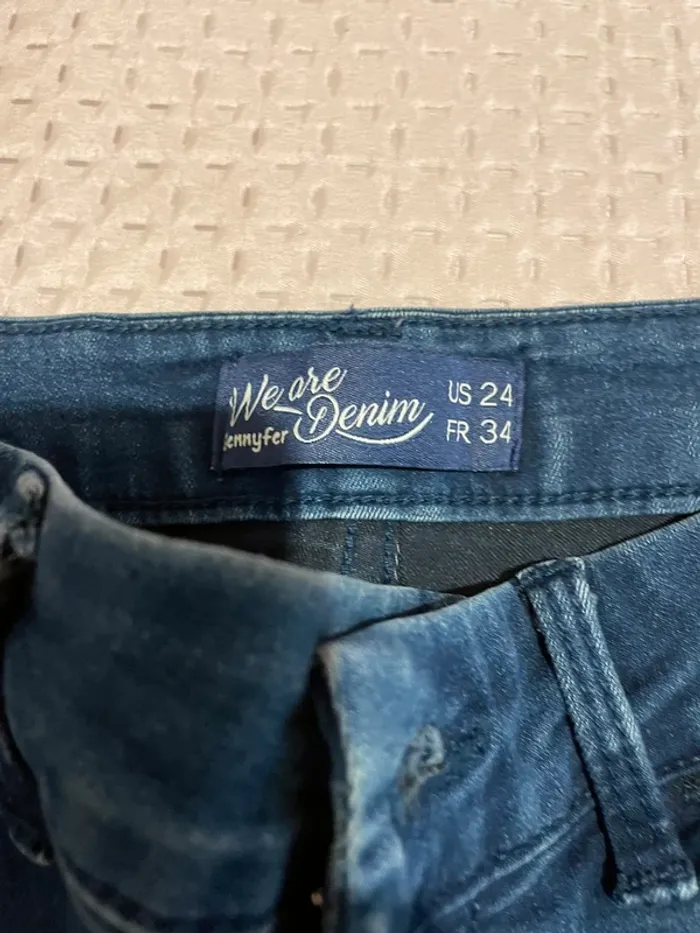 We are
Denim
Jennyfer
US 24
FR 34